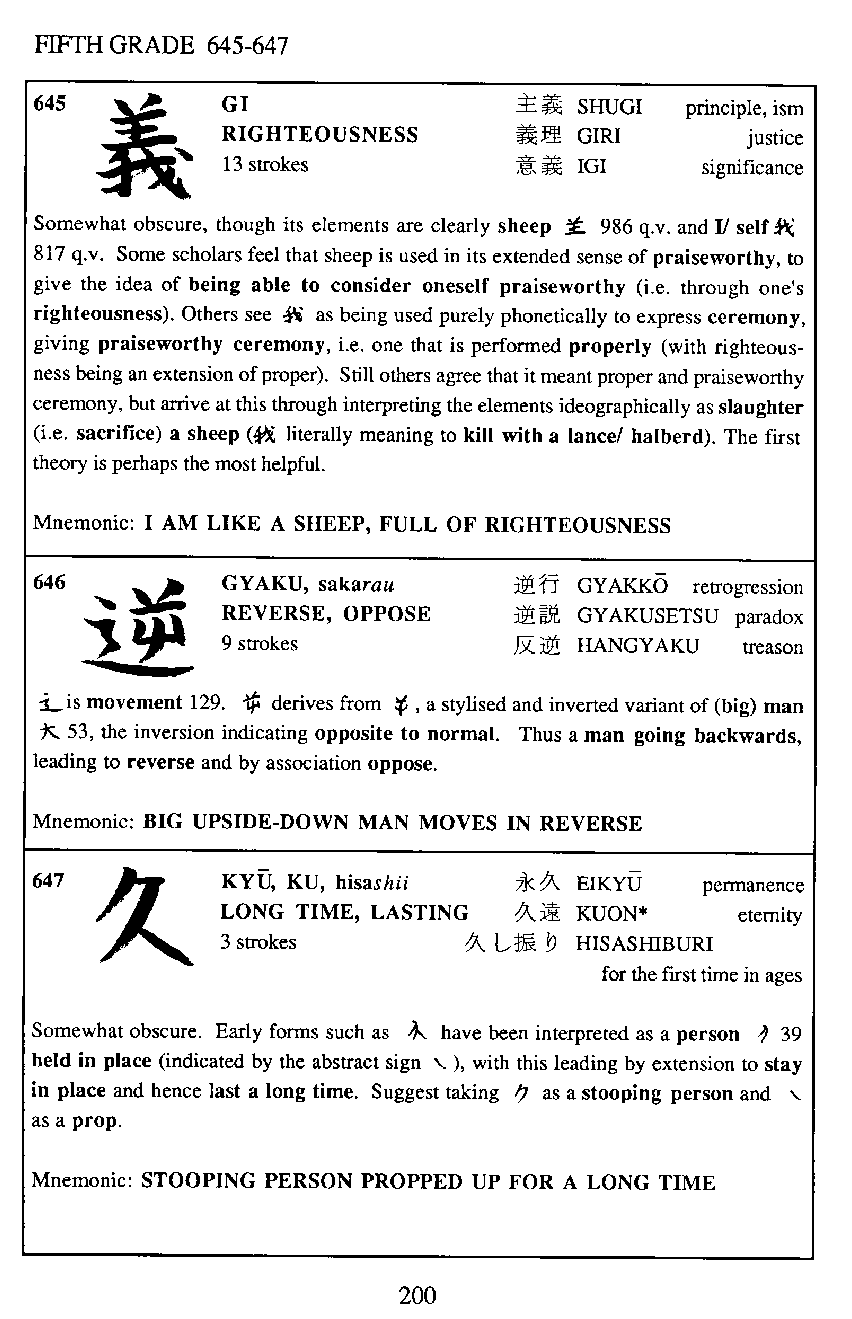 FIFTH GRADE 645-647
645 義 GI 主義 SHUGI principle, ism
RIGHTEOUSNESS 義理 GIRI justice
13 strokes 意義 IGI significance
Somewhat obscure, though its elements are clearly sheep 986 q.v. and I/ self 我
817 q.v. Some scholars feel that sheep is used in its extended sense of praiseworthy, to
give the idea of being able to consider oneself praiseworthy (i.e. through one's
righteousness). Others see 我 as being used purely phonetically to express ceremony,
giving praiseworthy ceremony, i.e. one that is performed properly (with righteous-
ness being an extension of proper). Still others agree that it meant proper and praiseworthy
ceremony, but arrive at this through interpreting the elements ideographically as slaughter
(i.e. sacrifice) a sheep (我 literally meaning to kill with a lance/ halberd). The first
theory is perhaps the most helpful.
Mnemonic: I AM LIKE A SHEEP, FULL OF RIGHTEOUSNESS
646 逆 GYAKU, sakarau 逆行 GYAKKŌ retrogression
REVERSE, OPPOSE 逆説 GYAKUSETSU paradox
9 strokes 反逆 HANGYAKU treason
is movement 129. derives from , a stylised and inverted variant of (big) man
大 53, the inversion indicating opposite to normal. Thus a man going backwards,
leading to reverse and by association oppose.
Mnemonic: BIG UPSIDE-DOWN MAN MOVES IN REVERSE
647 久 KYŪ, KU, hisashii 永久 EIKYŪ permanence
LONG TIME, LASTING 久遠 KUON* eternity
3 strokes 久し振り HISASHIBURI
for the first time in ages
Somewhat obscure. Early forms such as have been interpreted as a person 39
held in place (indicated by the abstract sign ㇏ ), with this leading by extension to stay
in place and hence last a long time. Suggest taking ク as a stooping person and ㇏
as a prop.
Mnemonic: STOOPING PERSON PROPPED UP FOR A LONG TIME
200